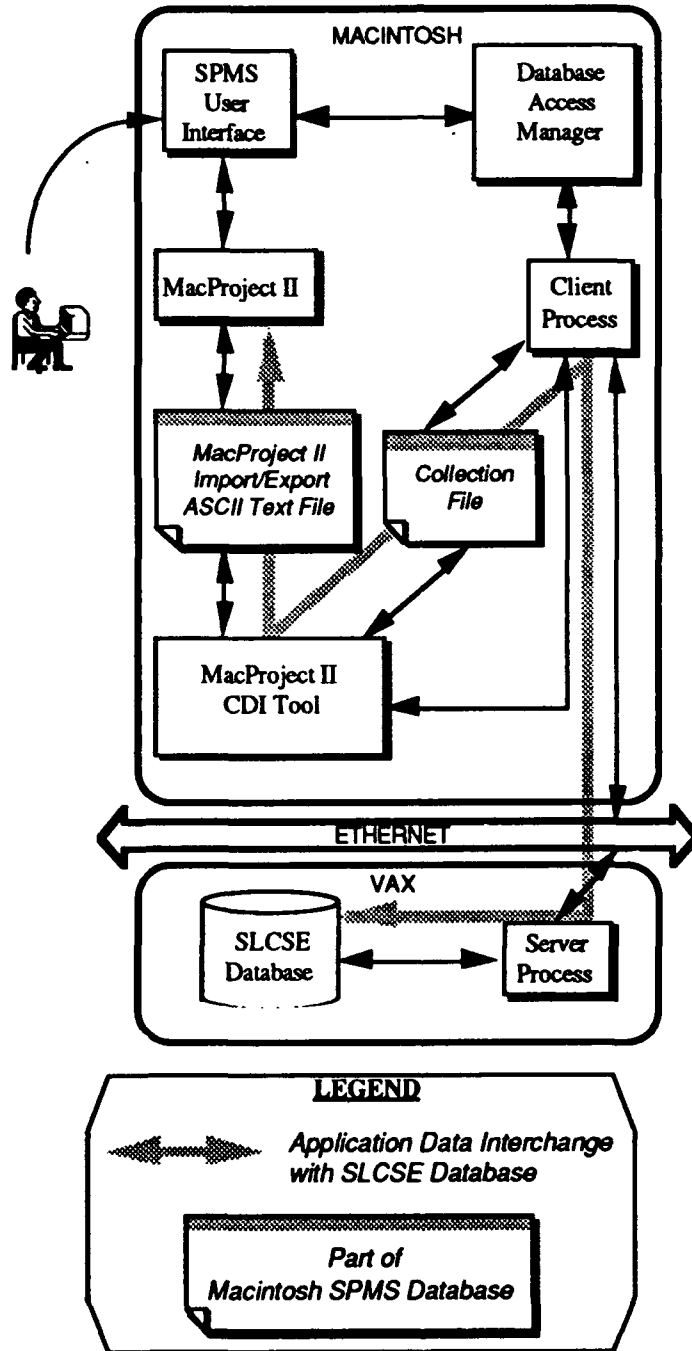 MACINTOSH
SPMS
User
Interface
Database
Access
Manager
MacProject II
Client
Process
MacProject II
Import/Export
ASCII Text File
Collection
File
MacProject II
CDI Tool
ETHERNET
VAX
SLCSE
Database
Server
Process
LEGEND
Application Data Interchange
with SLCSE Database
Part of
Macintosh SPMS Database